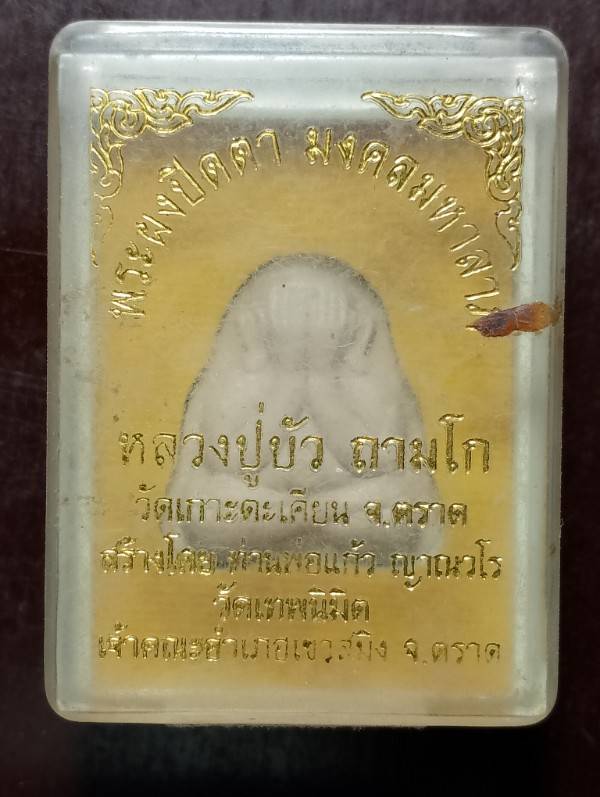 พระผงปิดตา มงคลมหาลาภ
หลวงปู่บัว ถามโก
วัดเกาะตะเคียน จ.ตราด
สร้างโดย ท่านพ่อแก้ว ญาณวโร
วัดเทพนิมิต
เจ้าคณะอำเภอเขาสมิง จ.ตราด